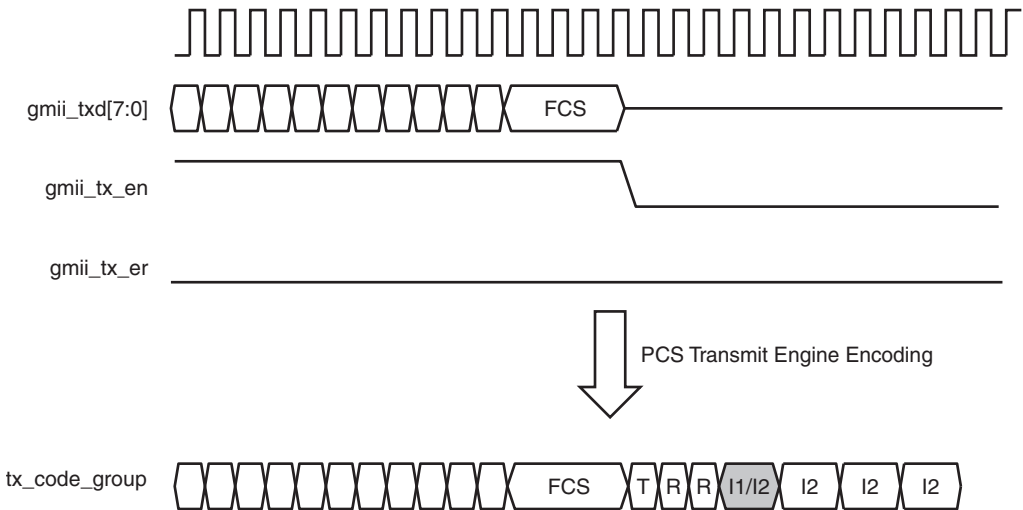 gmii_txd[7:0]
FCS
gmii_tx_en
gmii_tx_er
PCS Transmit Engine Encoding
tx_code_group
FCS
T
R
R
I1/I2
I2
I2
I2